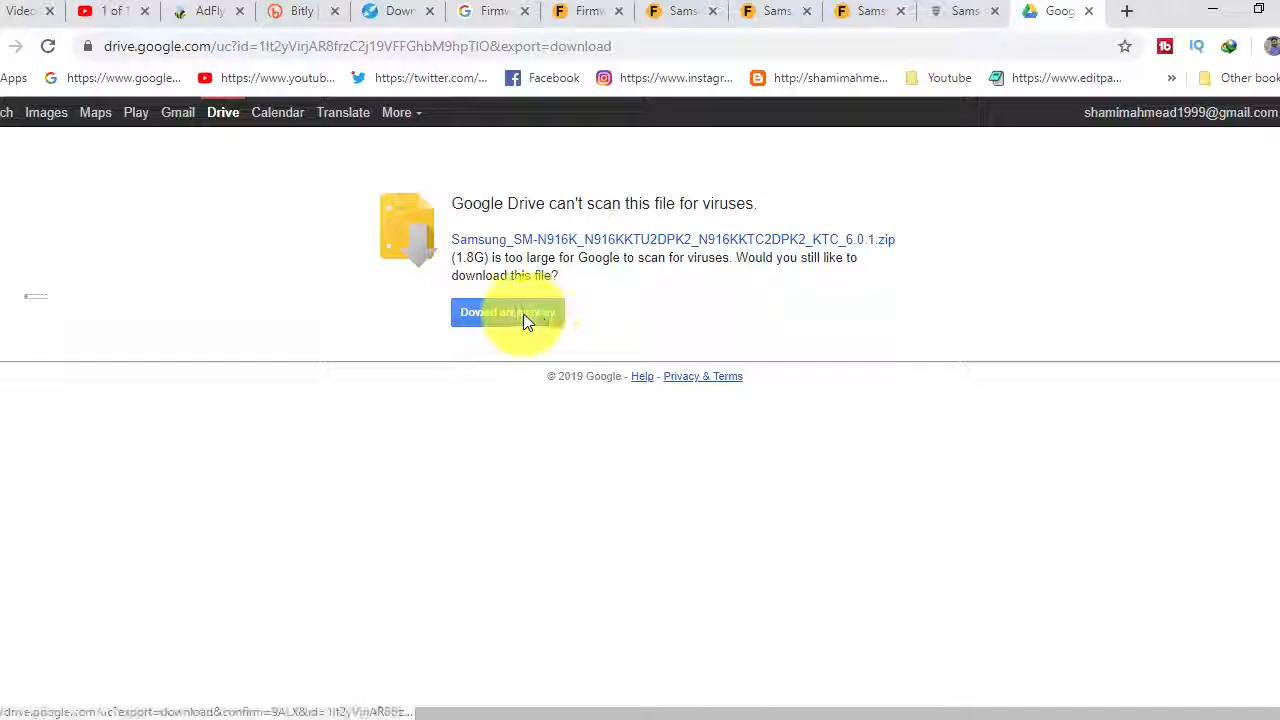 Video
1 of 1
AdFly
Bitly
Down
Firmw
Firmw
Sams
Sams
Sams
Sams
Goog
drive.google.com/uc?id=1It2yVirjAR8frzC2j19VFFGhbM9hpTIO&export=download
Apps
https://www.google...
https://www.youtub...
https://twitter.com/...
Facebook
https://www.instagr...
http://shamimahme...
Youtube
https://www.editpa...
»
Other book
ch Images Maps Play Gmail Drive Calendar Translate More
shamimahmead1999@gmail.com
Google Drive can't scan this file for viruses.
Samsung_SM-N916K_N916KKTU2DPK2_N916KKTC2DPK2_KTC_6.0.1.zip
(1.8G) is too large for Google to scan for viruses. Would you still like to
download this file?
© 2019 Google - Help - Privacy & Terms